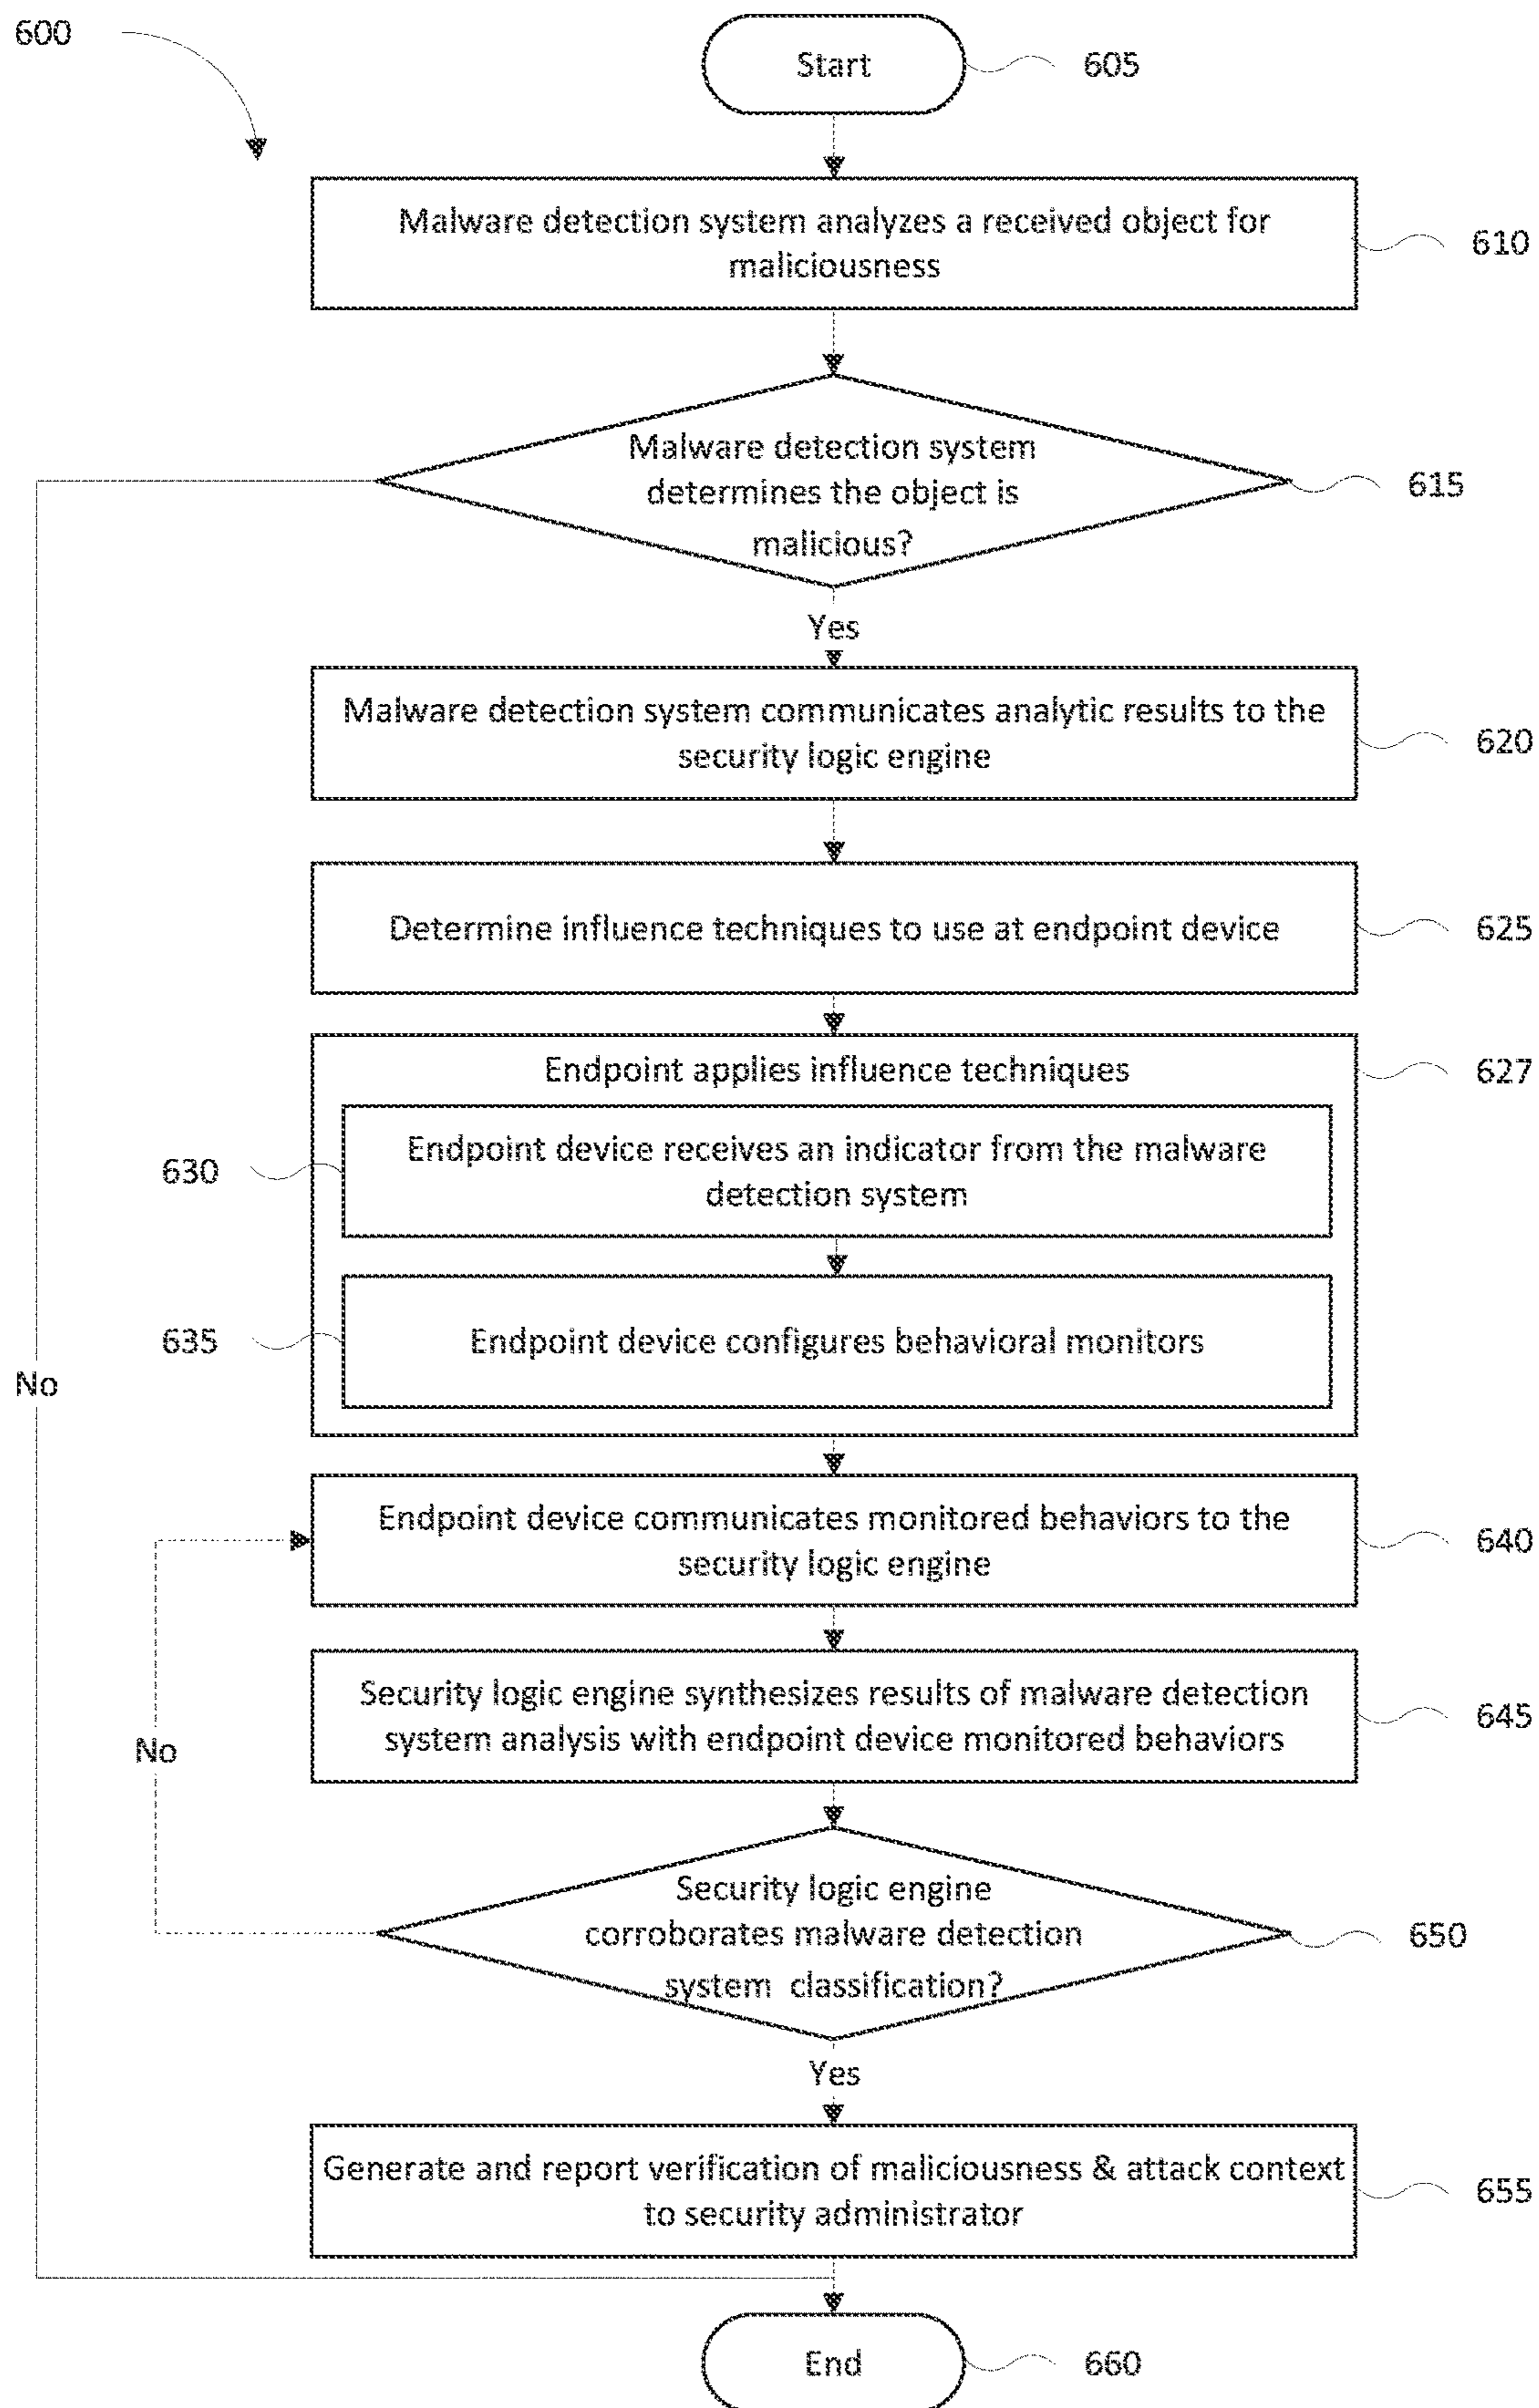 600
Start
605
Malware detection system analyzes a received object for
maliciousness
610
Malware detection system
determines the object is
malicious?
615
Yes
Malware detection system communicates analytic results to the
security logic engine
620
Determine influence techniques to use at endpoint device
625
Endpoint applies influence techniques
627
Endpoint device receives an indicator from the malware
detection system
630
Endpoint device configures behavioral monitors
635
No
Endpoint device communicates monitored behaviors to the
security logic engine
640
Security logic engine synthesizes results of malware detection
system analysis with endpoint device monitored behaviors
645
No
Security logic engine
corroborates malware detection
system classification?
650
Yes
Generate and report verification of maliciousness & attack context
to security administrator
655
End
660